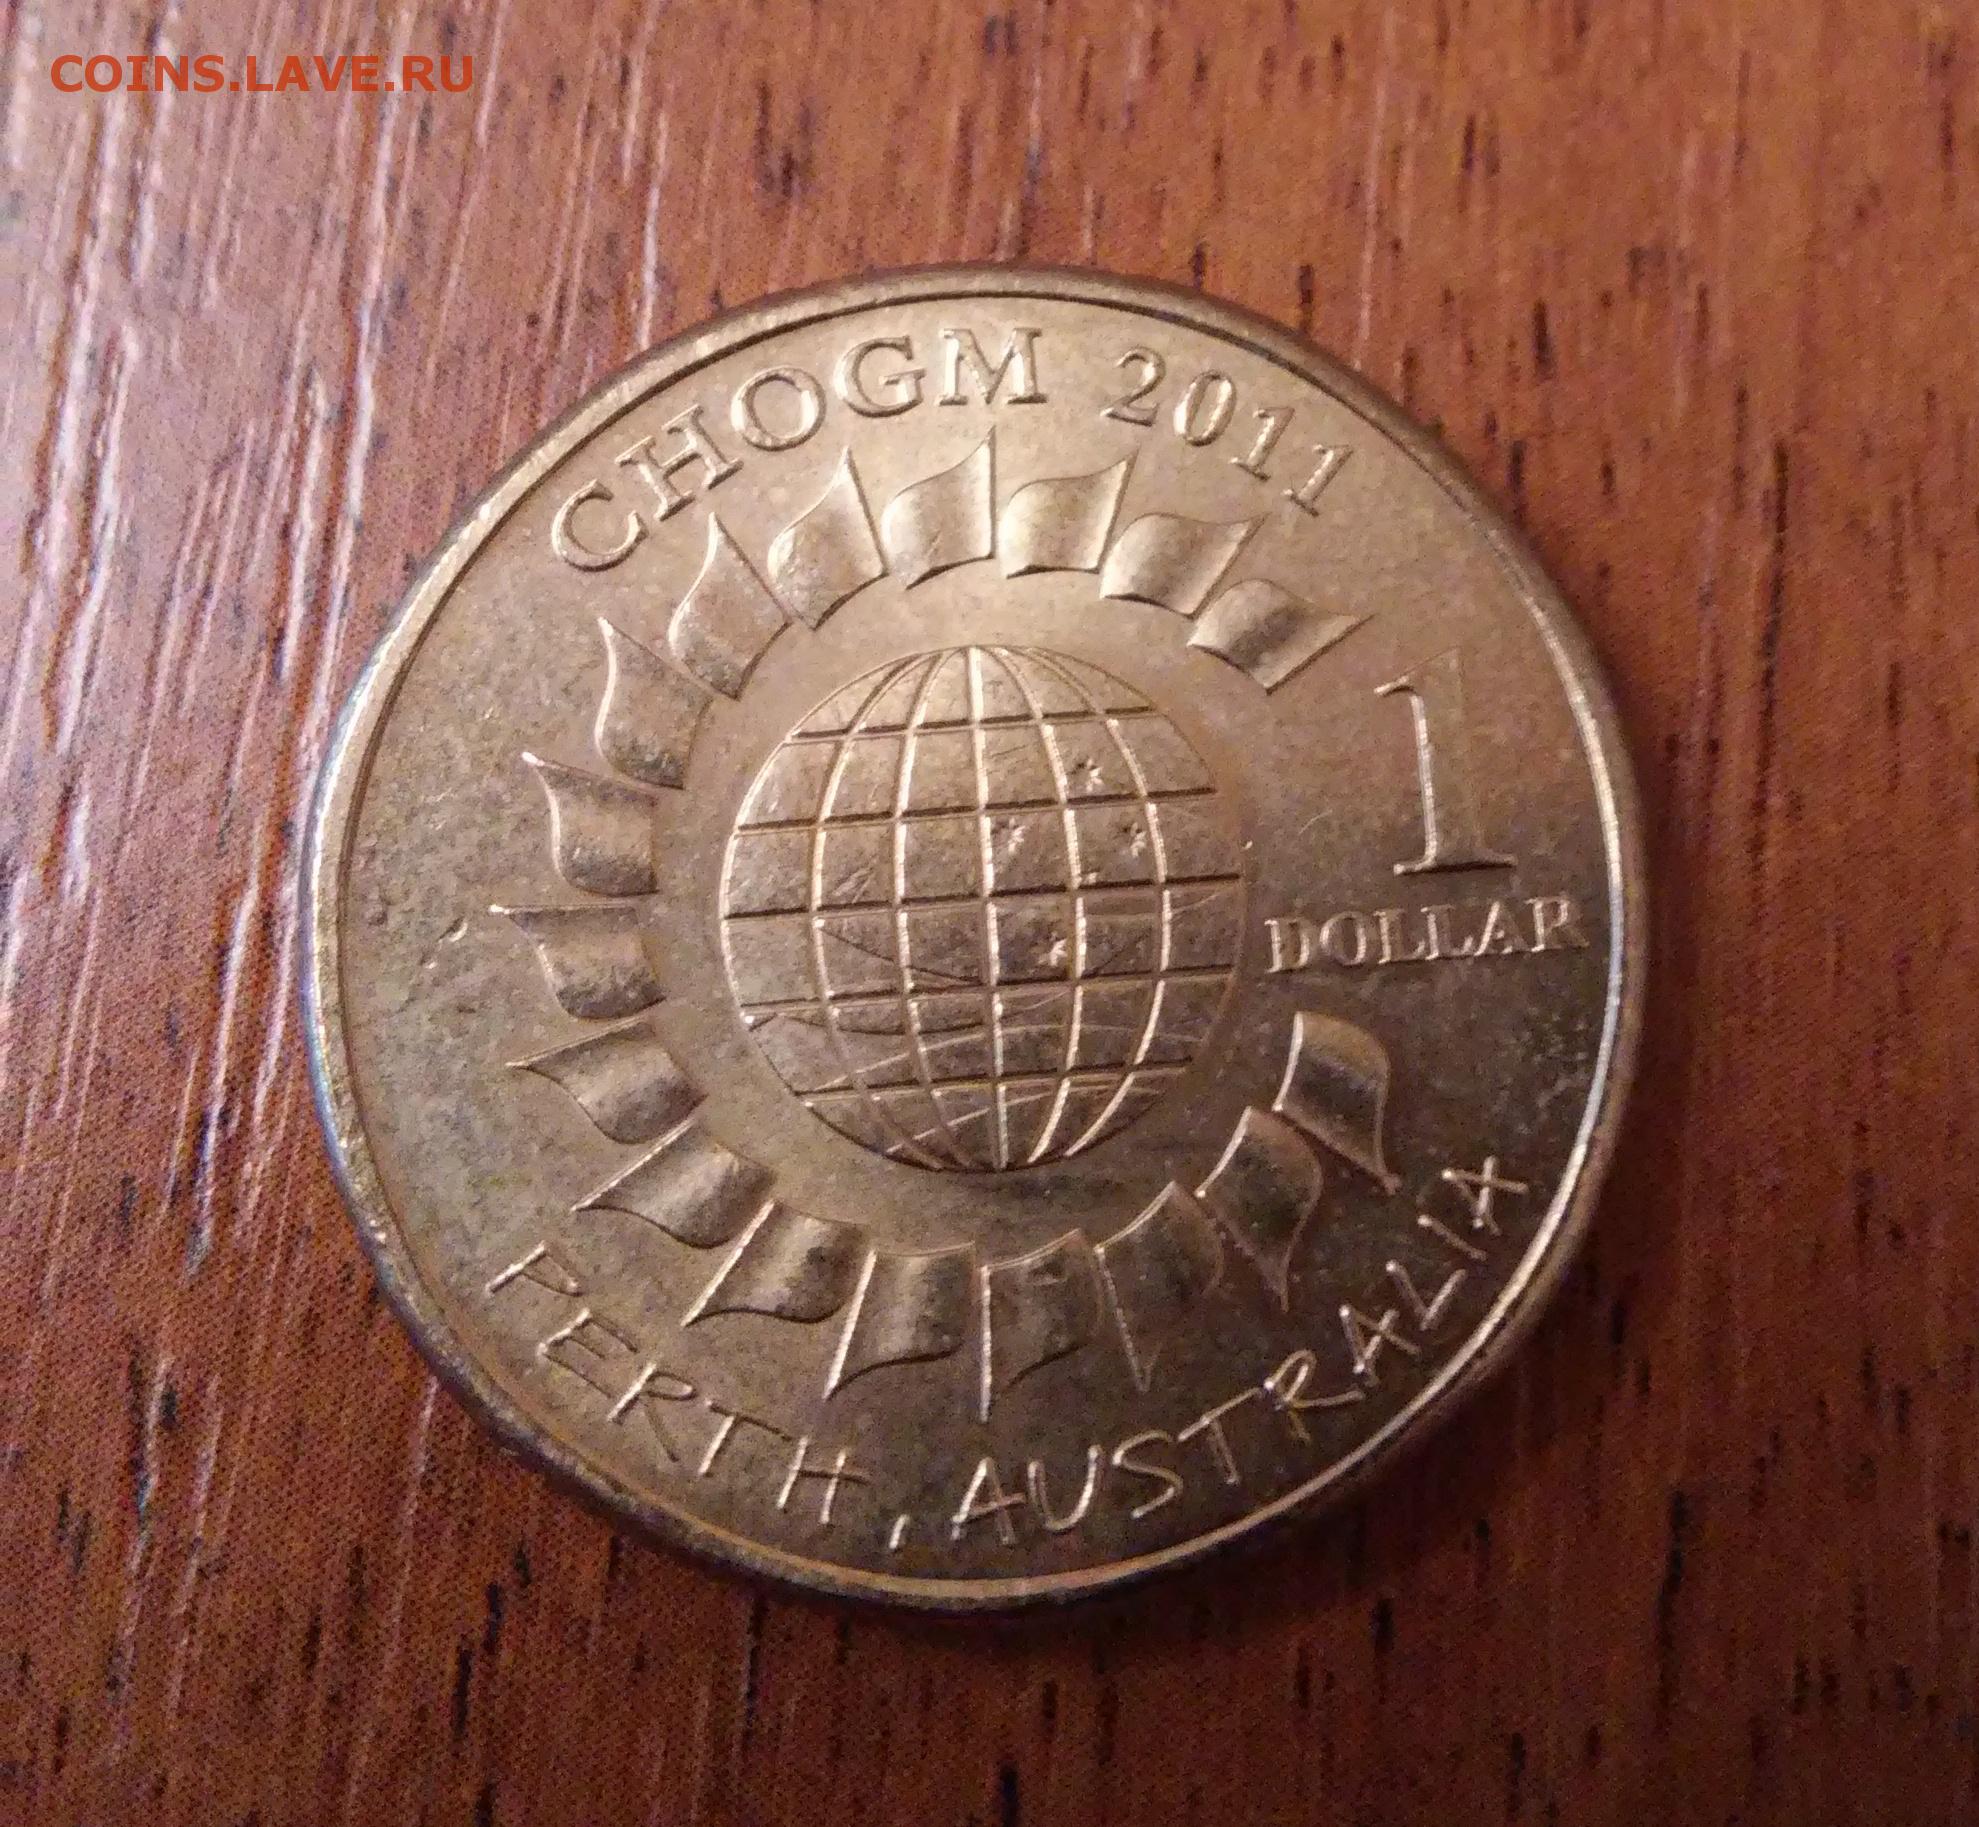 COINS.LAVE.RU
CHOGM 2011
1
DOLLAR
PERTH, AUSTRALIA